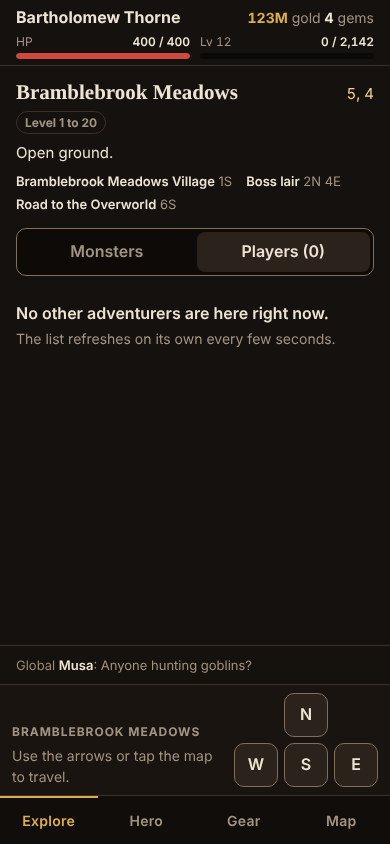 Bartholomew Thorne 123M gold 4 gems
HP 400 / 400 Lv 12 0 / 2,142
Bramblebrook Meadows 5, 4
Level 1 to 20
Open ground.
Bramblebrook Meadows Village 1S Boss lair 2N 4E
Road to the Overworld 6S
Monsters Players (0)
No other adventurers are here right now.
The list refreshes on its own every few seconds.
Global Musa: Anyone hunting goblins?
N
BRAMBLEBROOK MEADOWS
Use the arrows or tap the map
to travel.
W S E
Explore Hero Gear Map